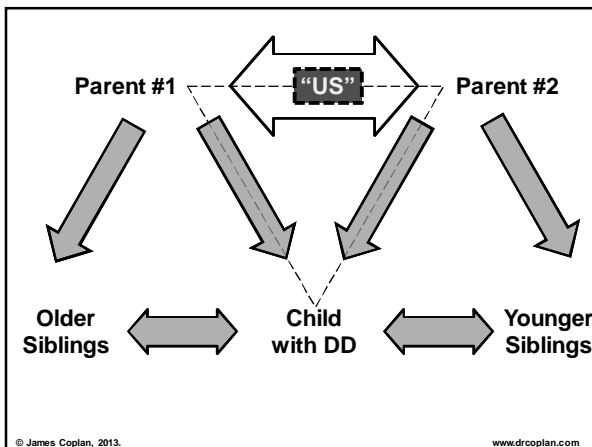 Parent #1 “US” Parent #2
Older Siblings
Child with DD
Younger Siblings
© James Coplan, 2013. www.drcoplan.com